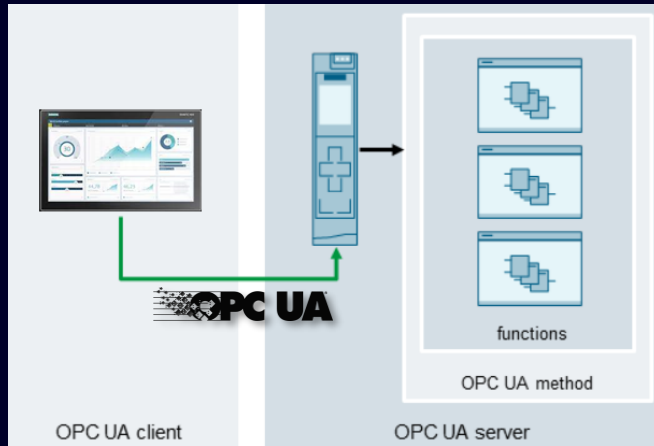 OPC UA
functions
OPC UA method
OPC UA client
OPC UA server